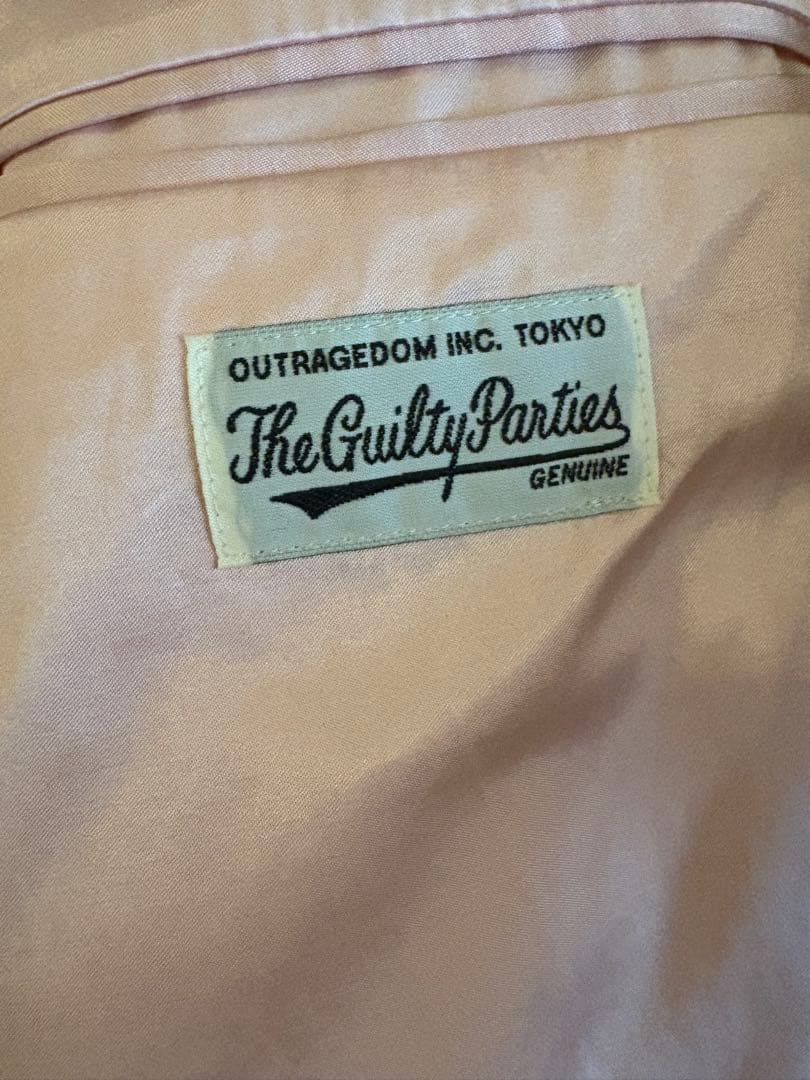 OUTRAGEDOM INC. TOKYO
The Guilty Parties
GENUINE